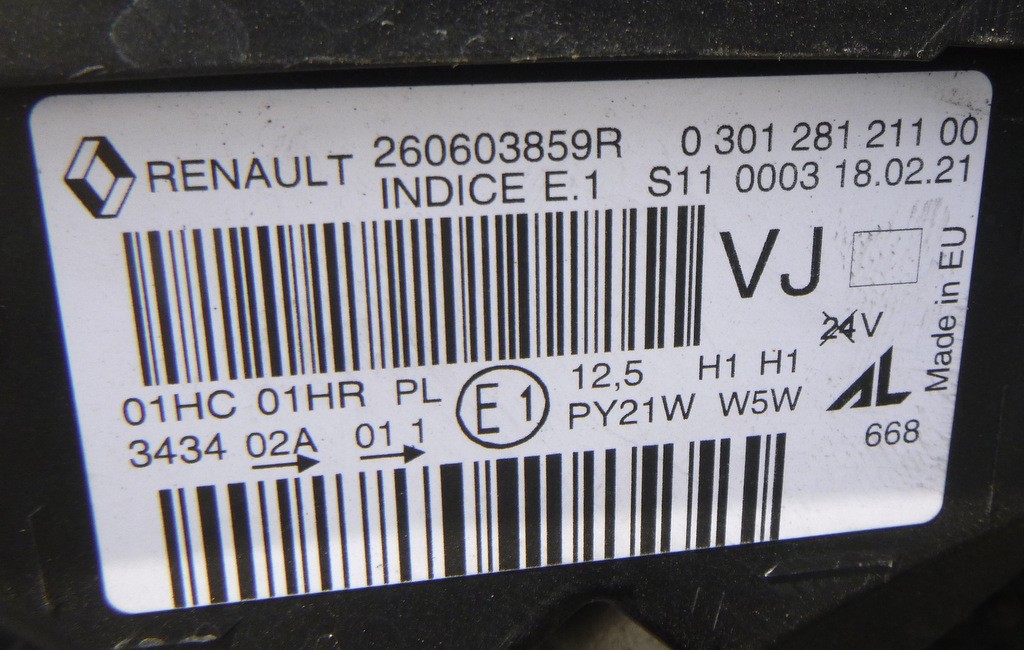 RENAULT 260603859R 0 301 281 211 00
INDICE E.1 S11 0003 18.02.21
VJ
Made in EU
24V
01HC 01HR PL E1 12,5 H1 H1
3434 02A 01 1 PY21W W5W AL
668